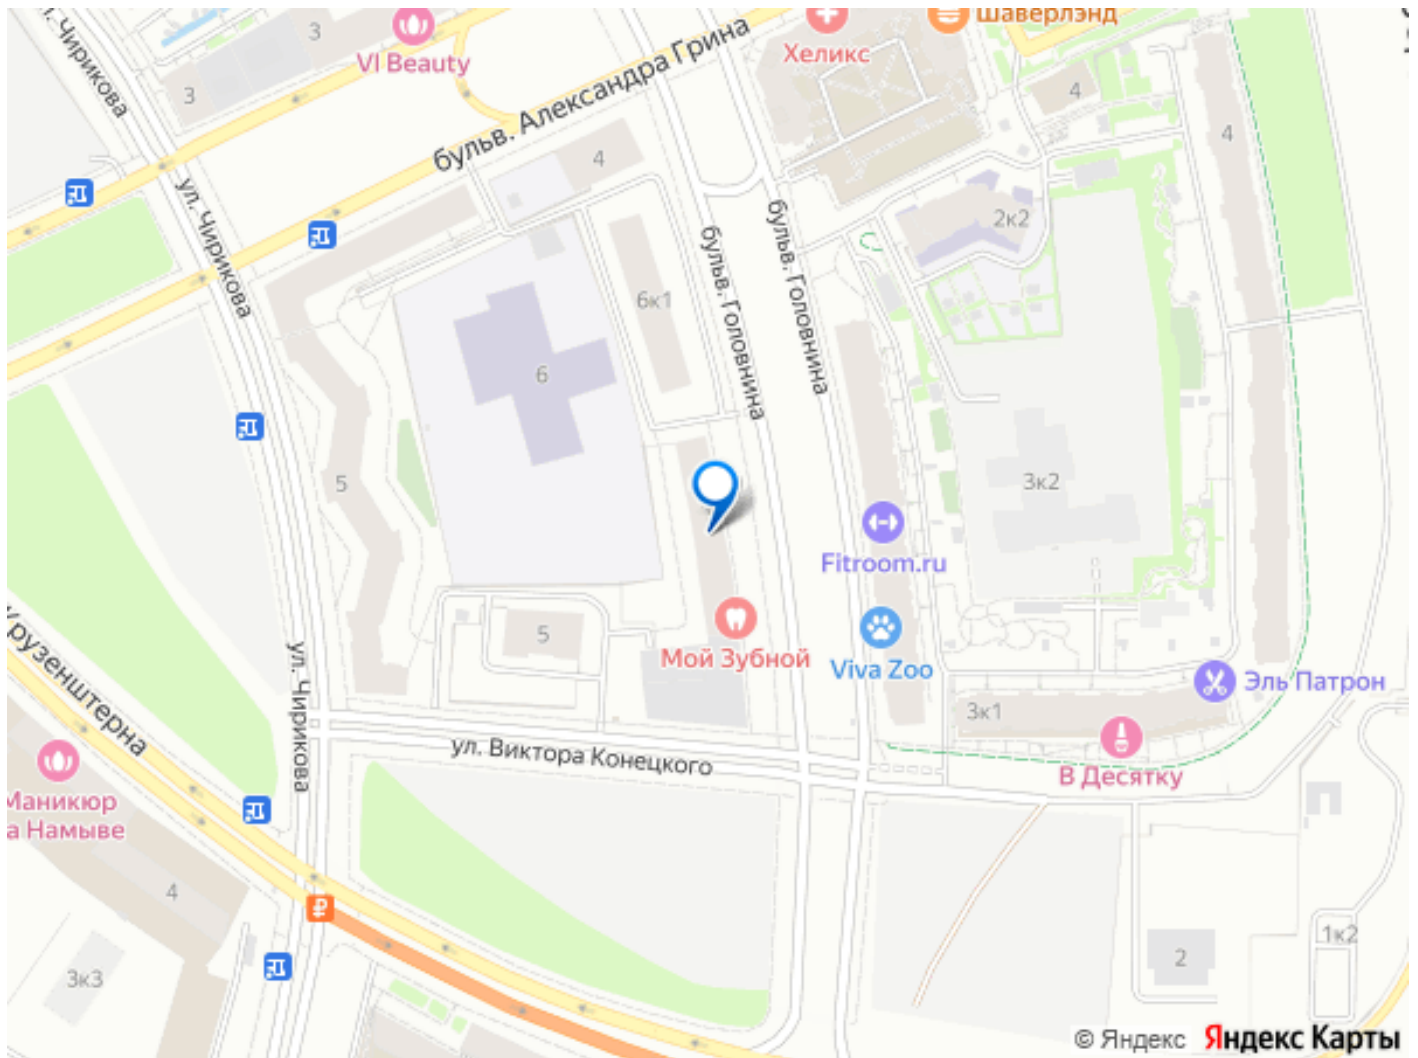 ул. Чирикова
3
VI Beauty
3
бульв. Александра Грина
Хеликс
Шаверлэнд
4
4
4
ул. Чирикова
2к2
бульв. Головнина
бульв. Головнина
6к1
6
5
3к2
Fitroom.ru
5
Мой Зубной
Viva Zoo
Эль Патрон
3к1
В Десятку
Крузенштерна
ул. Чирикова
ул. Виктора Конецкого
Маникюр
а Намыве
4
3к3
2
1к2
© Яндекс Яндекс Карты